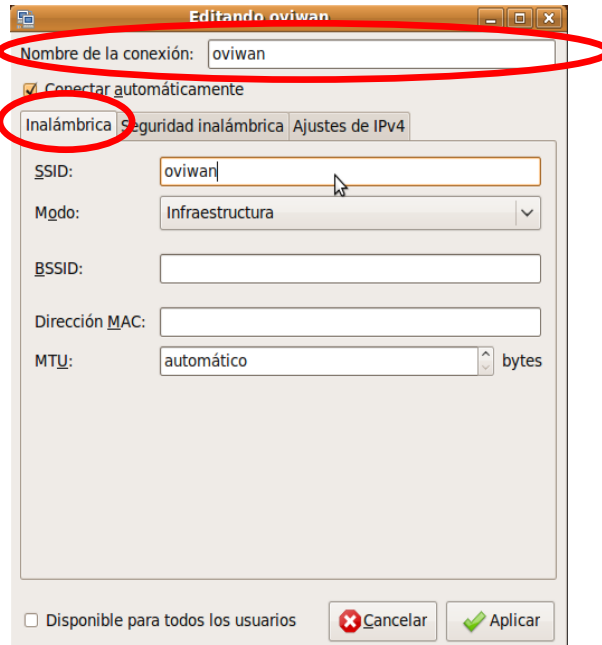 Editando oviwan
Nombre de la conexión: oviwan
Conectar automáticamente
Inalámbrica Seguridad inalámbrica Ajustes de IPv4
SSID: oviwan
Modo: Infraestructura
BSSID:
Dirección MAC:
MTU: automático bytes
Disponible para todos los usuarios Cancelar Aplicar